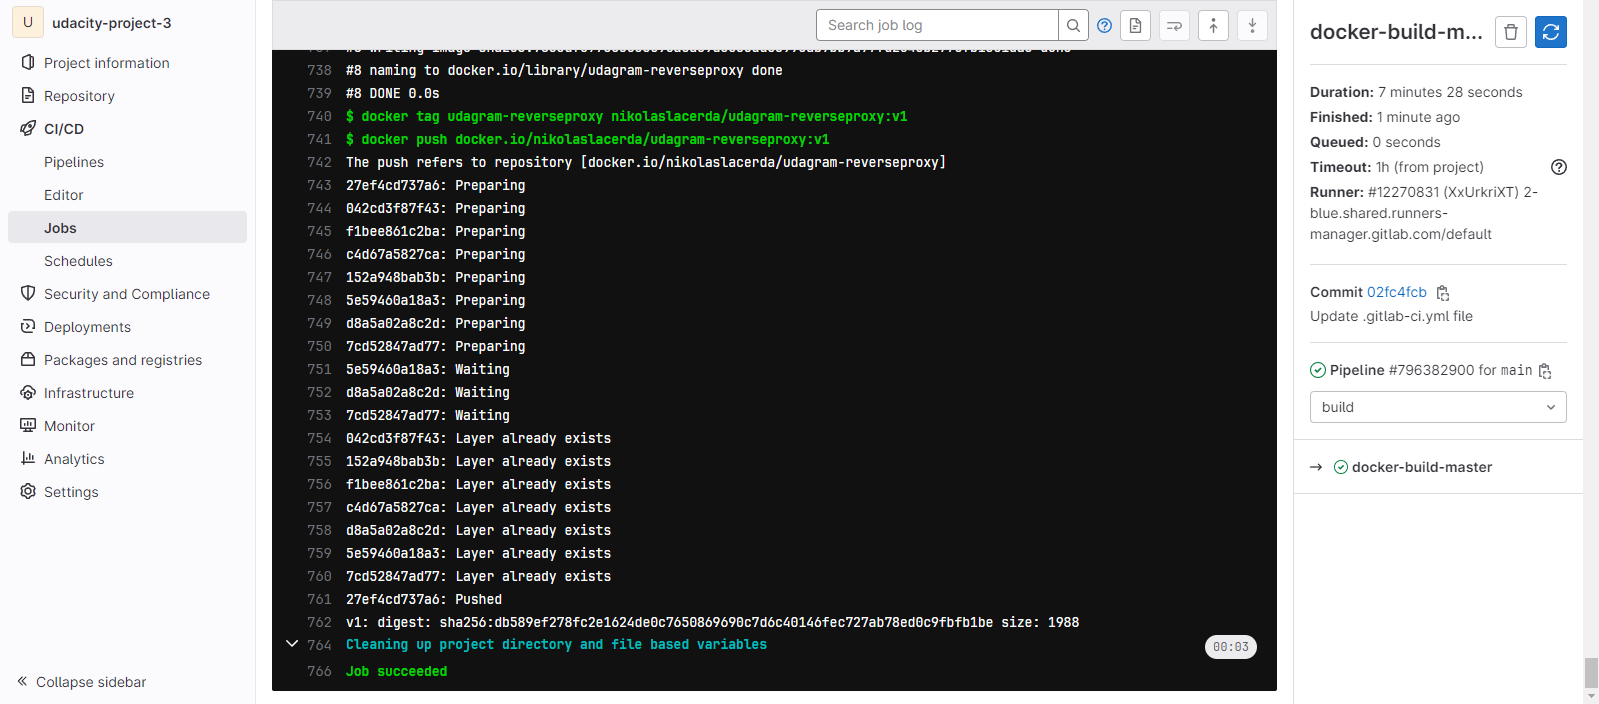 U udacity-project-3
Project information
Repository
CI/CD
Pipelines
Editor
Jobs
Schedules
Security and Compliance
Deployments
Packages and registries
Infrastructure
Monitor
Analytics
Settings
Collapse sidebar
Search job log
738 #8 naming to docker.io/library/udagram-reverseproxy done
739 #8 DONE 0.0s
740 $ docker tag udagram-reverseproxy nikolaslacerda/udagram-reverseproxy:v1
741 $ docker push docker.io/nikolaslacerda/udagram-reverseproxy:v1
742 The push refers to repository [docker.io/nikolaslacerda/udagram-reverseproxy]
743 27ef4cd737a6: Preparing
744 042cd3f87f43: Preparing
745 f1bee861c2ba: Preparing
746 c4d67a5827ca: Preparing
747 152a948bab3b: Preparing
748 5e59460a18a3: Preparing
749 d8a5a02a8c2d: Preparing
750 7cd52847ad77: Preparing
751 5e59460a18a3: Waiting
752 d8a5a02a8c2d: Waiting
753 7cd52847ad77: Waiting
754 042cd3f87f43: Layer already exists
755 152a948bab3b: Layer already exists
756 f1bee861c2ba: Layer already exists
757 c4d67a5827ca: Layer already exists
758 d8a5a02a8c2d: Layer already exists
759 5e59460a18a3: Layer already exists
760 7cd52847ad77: Layer already exists
761 27ef4cd737a6: Pushed
762 v1: digest: sha256:db589ef278fc2e1624de0c7650869690c7d6c40146fec727ab78ed0c9fbfb1be size: 1988
764 Cleaning up project directory and file based variables 00:03
766 Job succeeded
docker-build-m...
Duration: 7 minutes 28 seconds
Finished: 1 minute ago
Queued: 0 seconds
Timeout: 1h (from project)
Runner: #12270831 (XxUrkriXT) 2-
blue.shared.runners-
manager.gitlab.com/default
Commit 02fc4fcb
Update .gitlab-ci.yml file
Pipeline #796382900 for main
build
→ docker-build-master